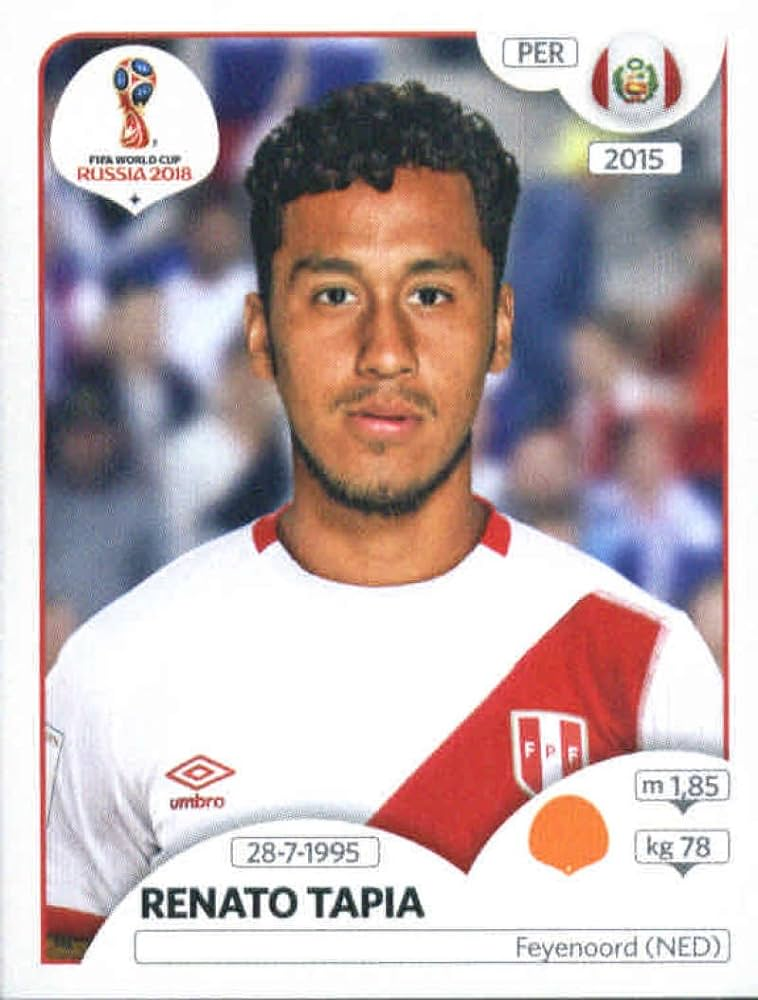 PER
2015
FIFA WORLD CUP
RUSSIA 2018
FPF
umbro
m 1,85
kg 78
28-7-1995
RENATO TAPIA
Feyenoord (NED)